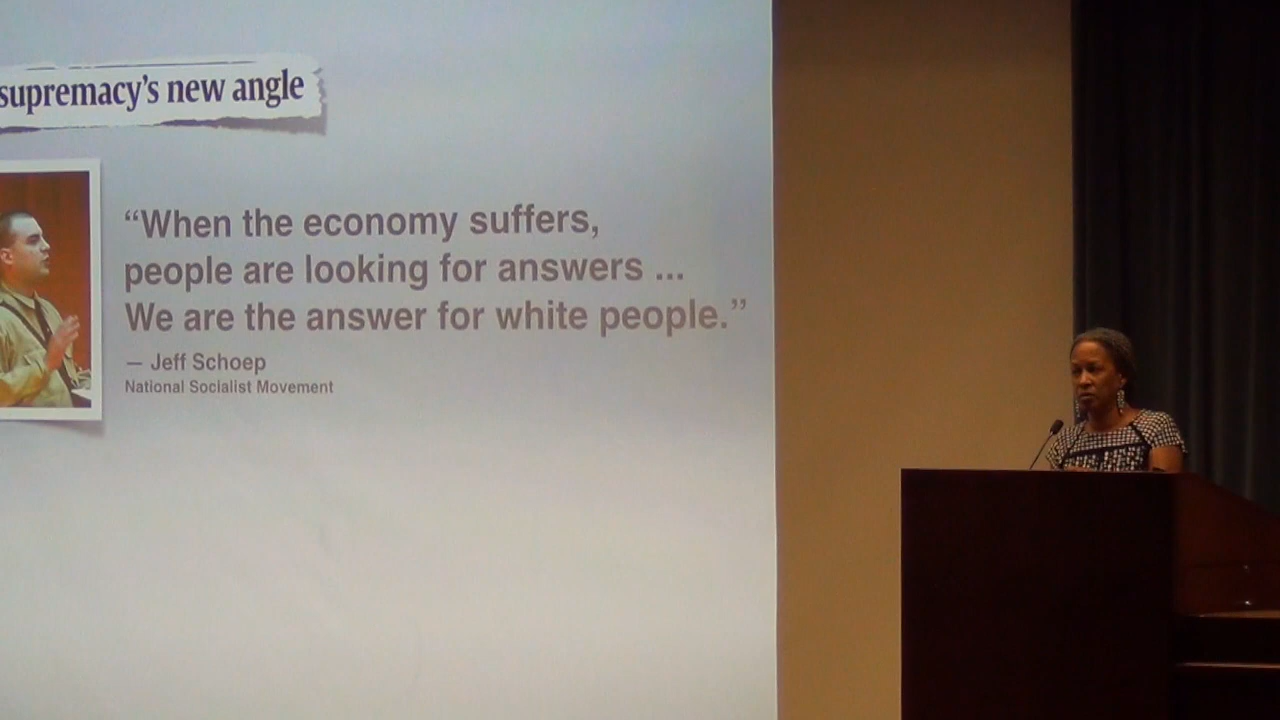 supremacy's new angle
“When the economy suffers,
people are looking for answers ...
We are the answer for white people.”
— Jeff Schoep
National Socialist Movement